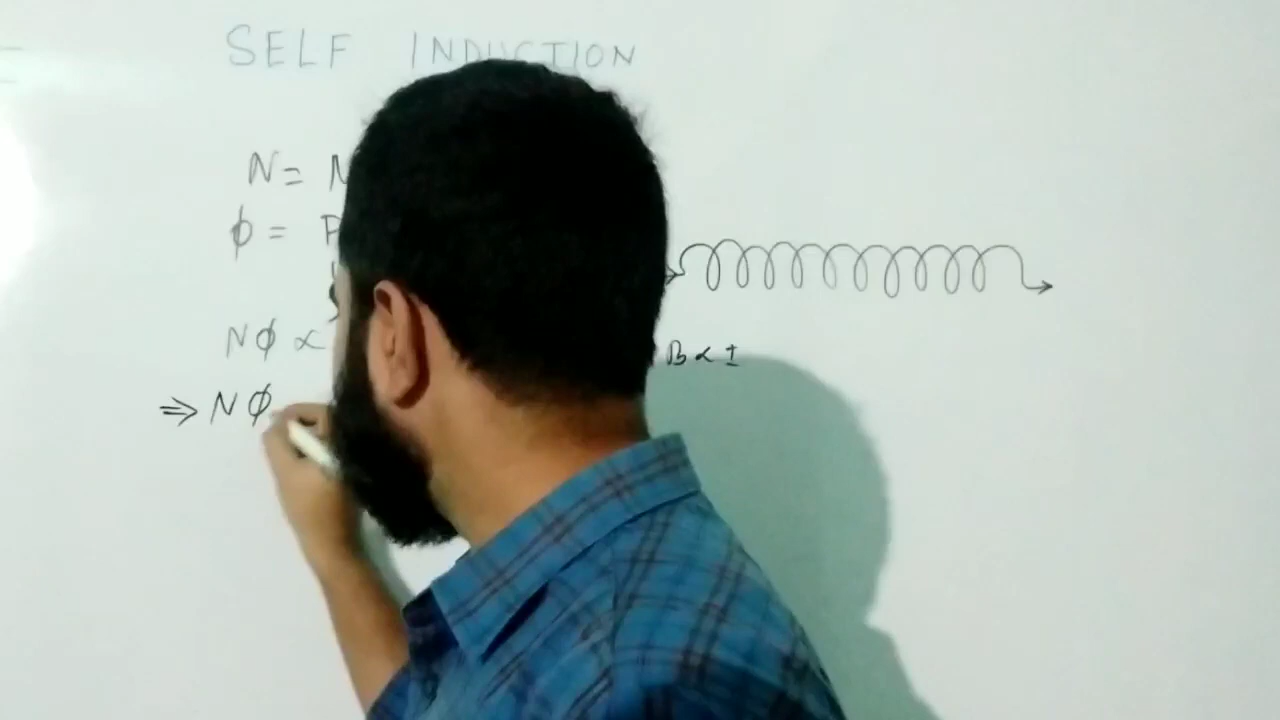 SELF INDUCTION
N =
ϕ =
Nϕ ∝
B ∝ I
⇒ Nϕ